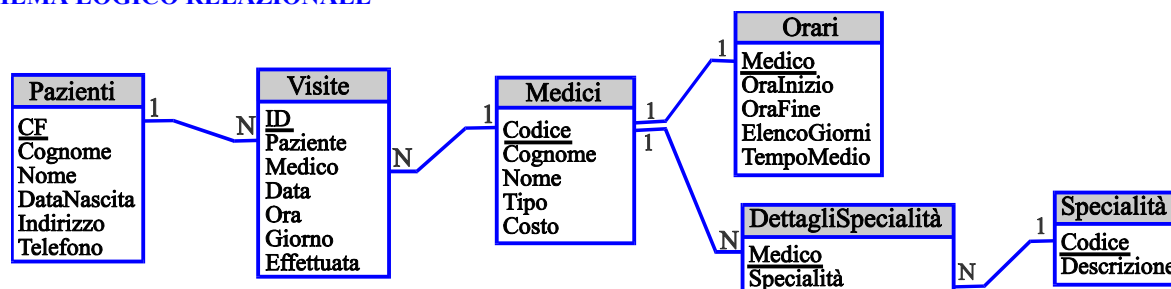 Pazienti
CF
Cognome
Nome
DataNascita
Indirizzo
Telefono
1
N
Visite
ID
Paziente
Medico
Data
Ora
Giorno
Effettuata
N
1
Medici
Codice
Cognome
Nome
Tipo
Costo
1
1
1
N
Orari
Medico
OraInizio
OraFine
ElencoGiorni
TempoMedio
DettagliSpecialità
Medico
Specialità
N
1
Specialità
Codice
Descrizione